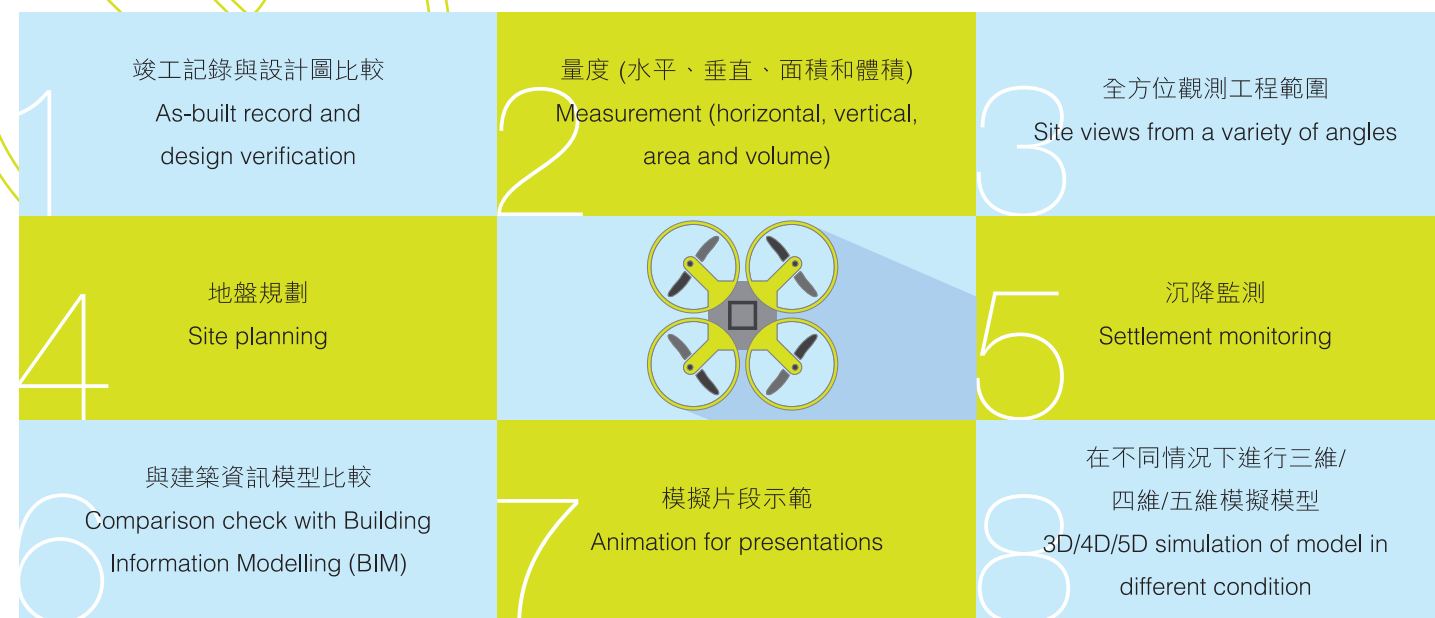 1
竣工記錄與設計圖比較
As-built record and
design verification
2
量度 (水平、垂直、面積和體積)
Measurement (horizontal, vertical,
area and volume)
3
全方位觀測工程範圍
Site views from a variety of angles
4
地盤規劃
Site planning
5
沉降監測
Settlement monitoring
6
與建築資訊模型比較
Comparison check with Building
Information Modelling (BIM)
7
模擬片段示範
Animation for presentations
8
在不同情況下進行三維/
四維/五維模擬模型
3D/4D/5D simulation of model in
different condition